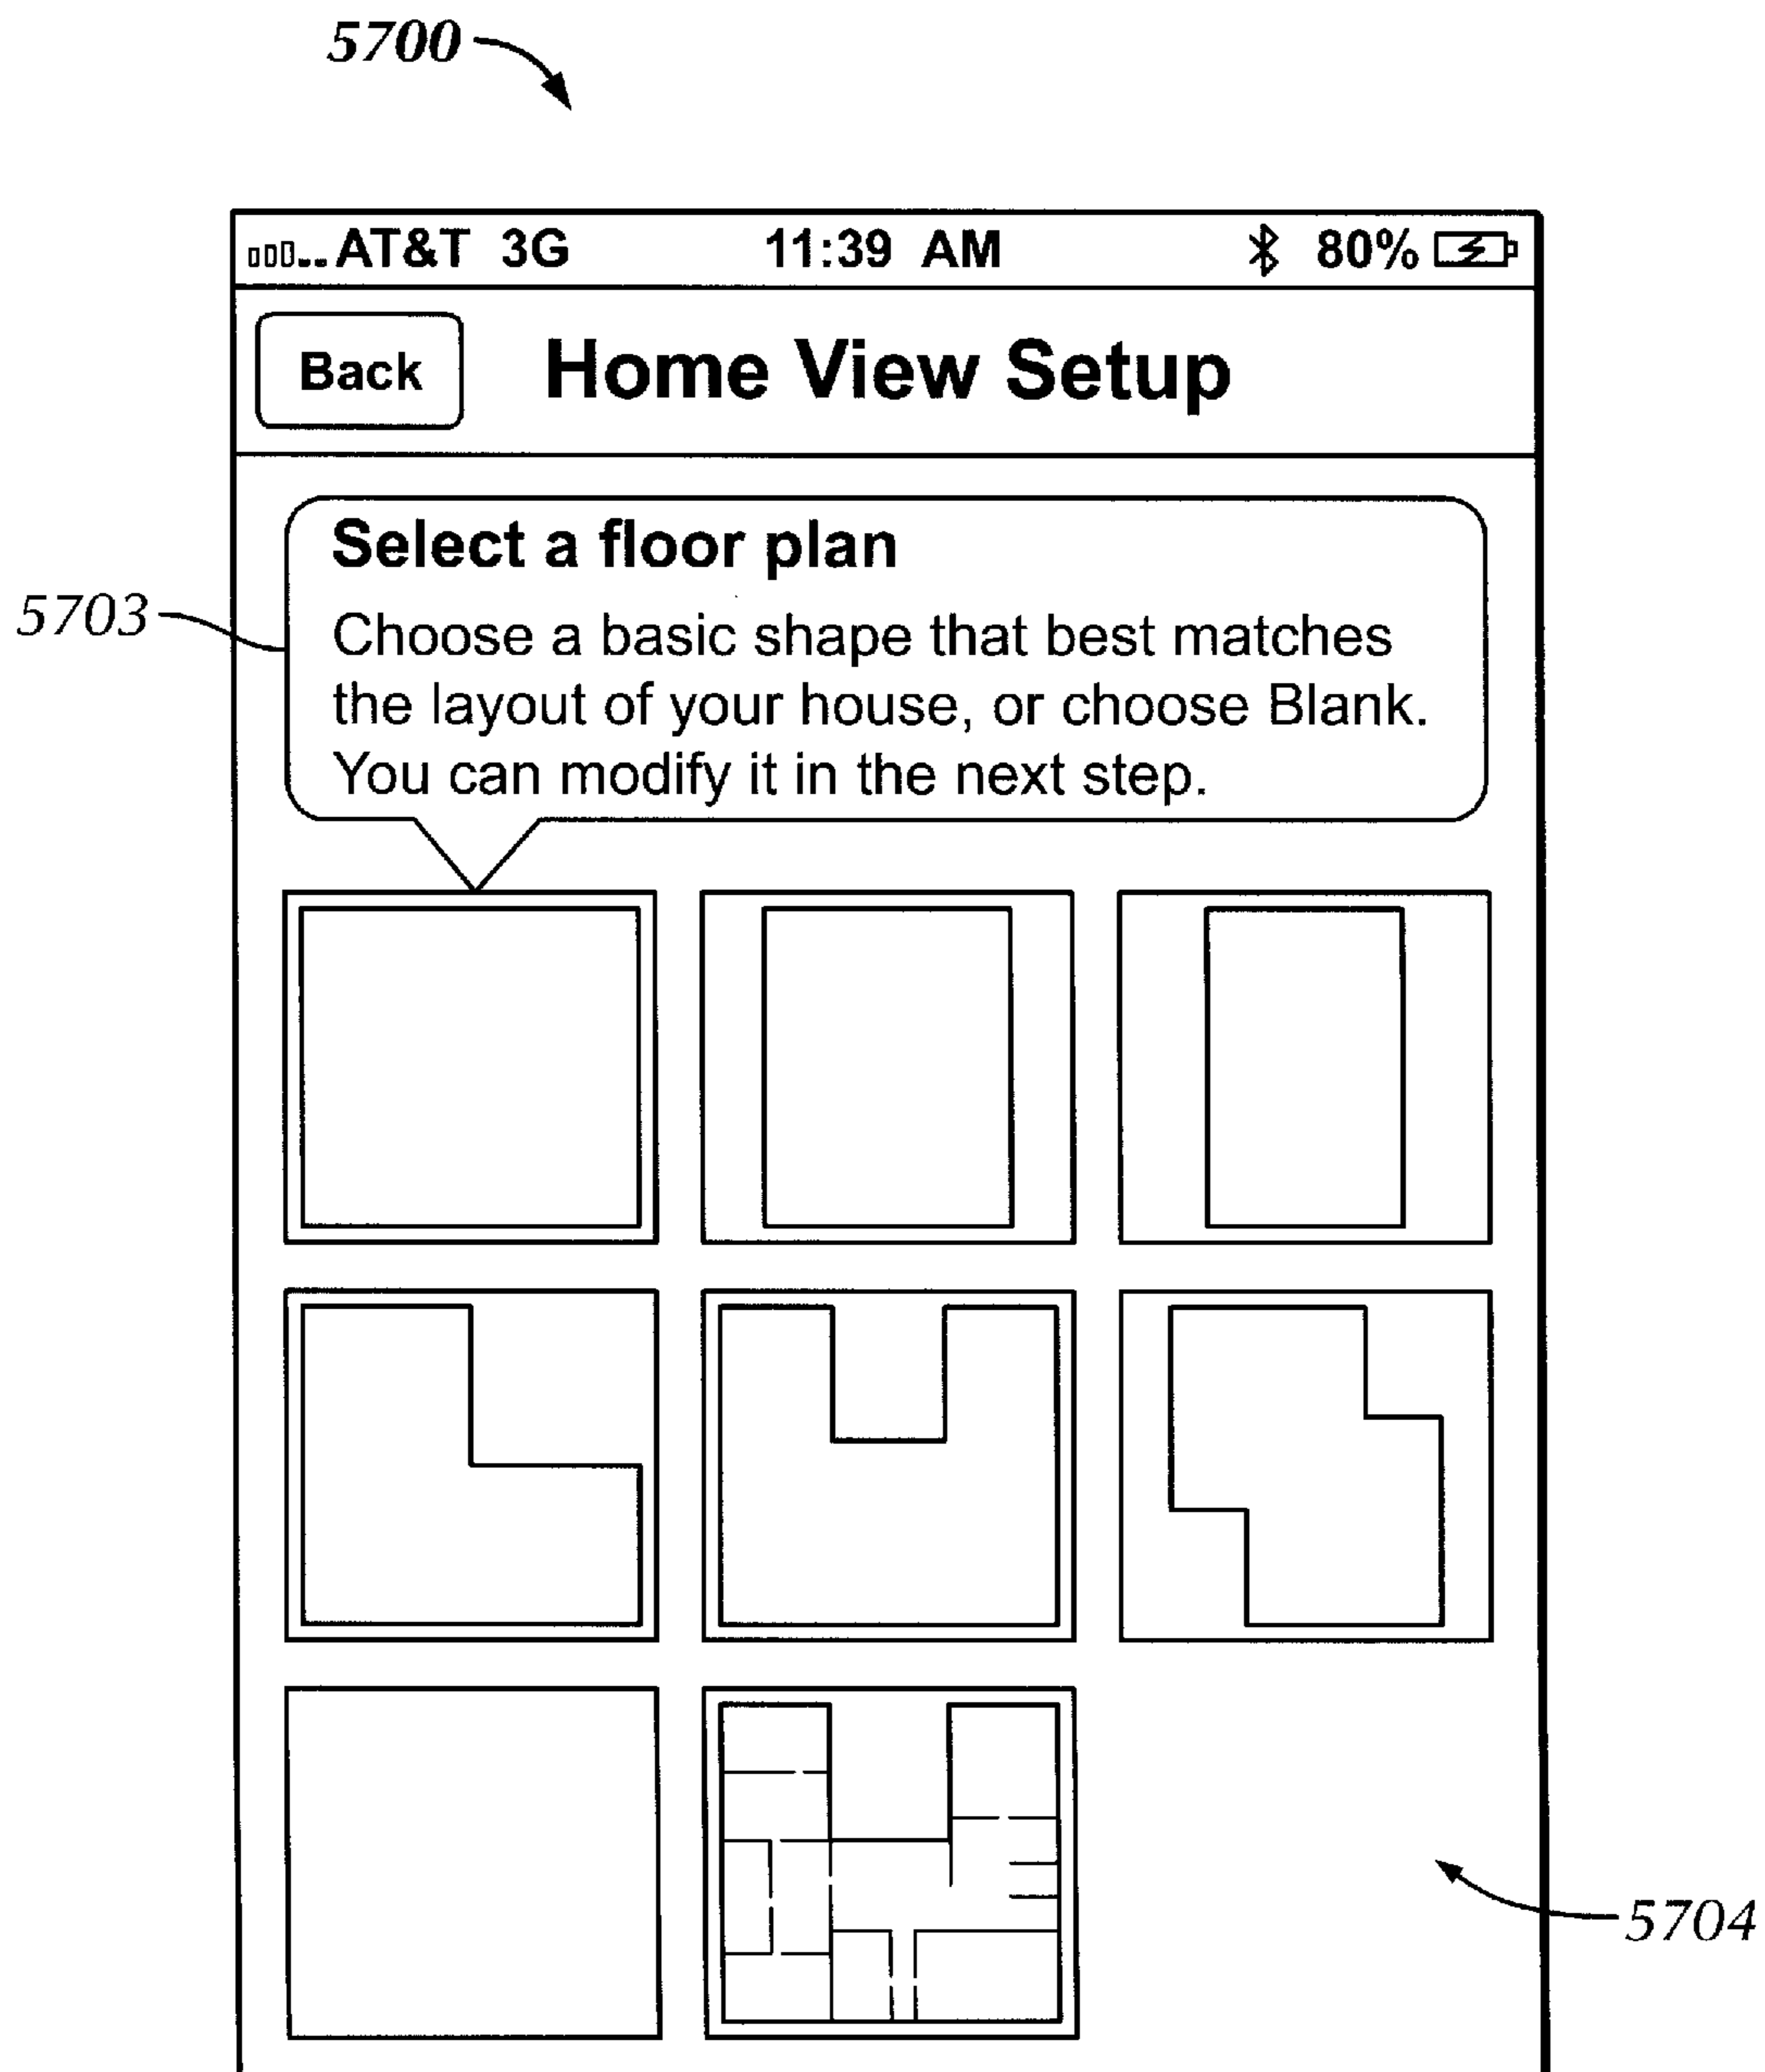 5700
AT&T 3G 11:39 AM 80%
Back Home View Setup
Select a floor plan
5703
Choose a basic shape that best matches
the layout of your house, or choose Blank.
You can modify it in the next step.
5704